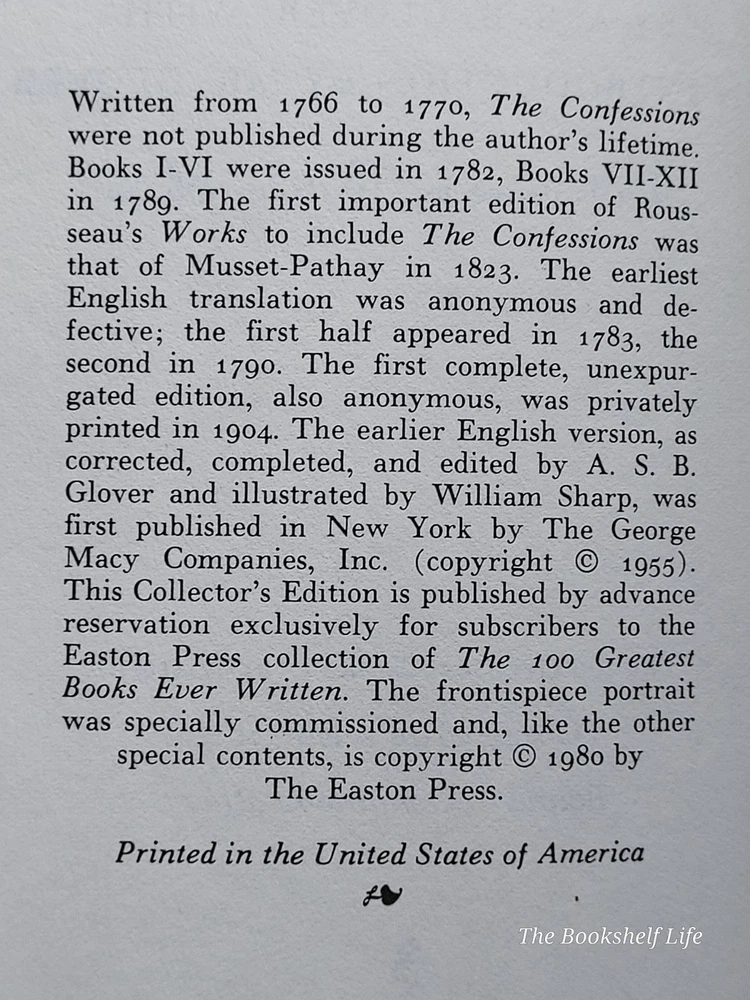 Written from 1766 to 1770, The Confessions
were not published during the author's lifetime.
Books I-VI were issued in 1782, Books VII-XII
in 1789. The first important edition of Rous-
seau's Works to include The Confessions was
that of Musset-Pathay in 1823. The earliest
English translation was anonymous and de-
fective; the first half appeared in 1783, the
second in 1790. The first complete, unexpur-
gated edition, also anonymous, was privately
printed in 1904. The earlier English version, as
corrected, completed, and edited by A. S. B.
Glover and illustrated by William Sharp, was
first published in New York by The George
Macy Companies, Inc. (copyright © 1955).
This Collector's Edition is published by advance
reservation exclusively for subscribers to the
Easton Press collection of The 100 Greatest
Books Ever Written. The frontispiece portrait
was specially commissioned and, like the other
special contents, is copyright © 1980 by
The Easton Press.
Printed in the United States of America
The Bookshelf Life